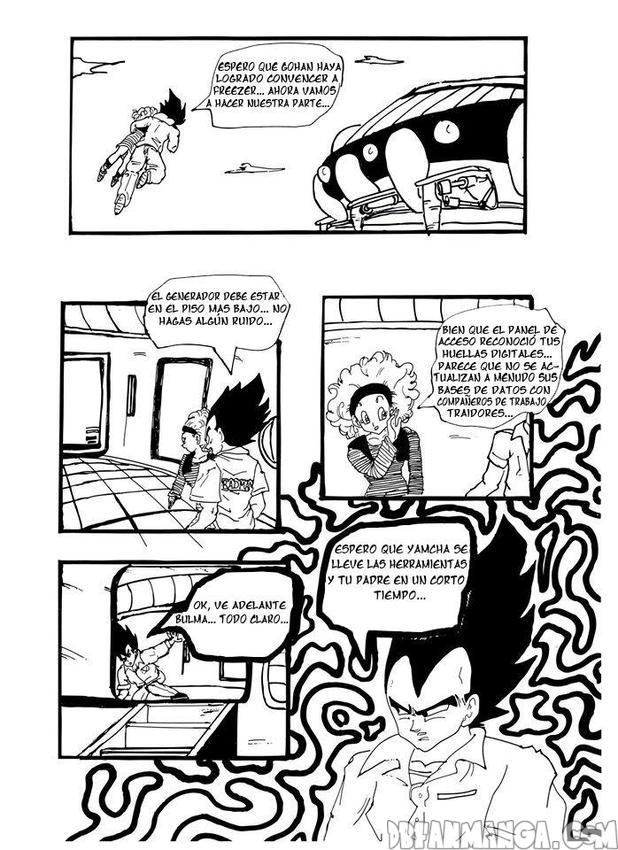 ESPERO QUE GOHAN HAYA
LOGRADO CONVENCER A
FREEZER... AHORA VAMOS
A HACER NUESTRA PARTE...
EL GENERADOR DEBE ESTAR
EN EL PISO MAS BAJO... NO
HAGAS ALGÚN RUIDO...
BADMAN
BIEN QUE EL PANEL DE
ACCESO RECONOCIÓ TUS
HUELLAS DIGITALES...
PARECE QUE NO SE AC-
TUALIZAN A MENUDO SUS
BASES DE DATOS CON
COMPAÑEROS DE TRABAJO
TRAIDORES...
ESPERO QUE YAMCHA SE
LLEVE LAS HERRAMIENTAS
Y TU PADRE EN UN CORTO
TIEMPO...
OK, VE ADELANTE
BULMA... TODO CLARO...
DBFANMANGA.COM